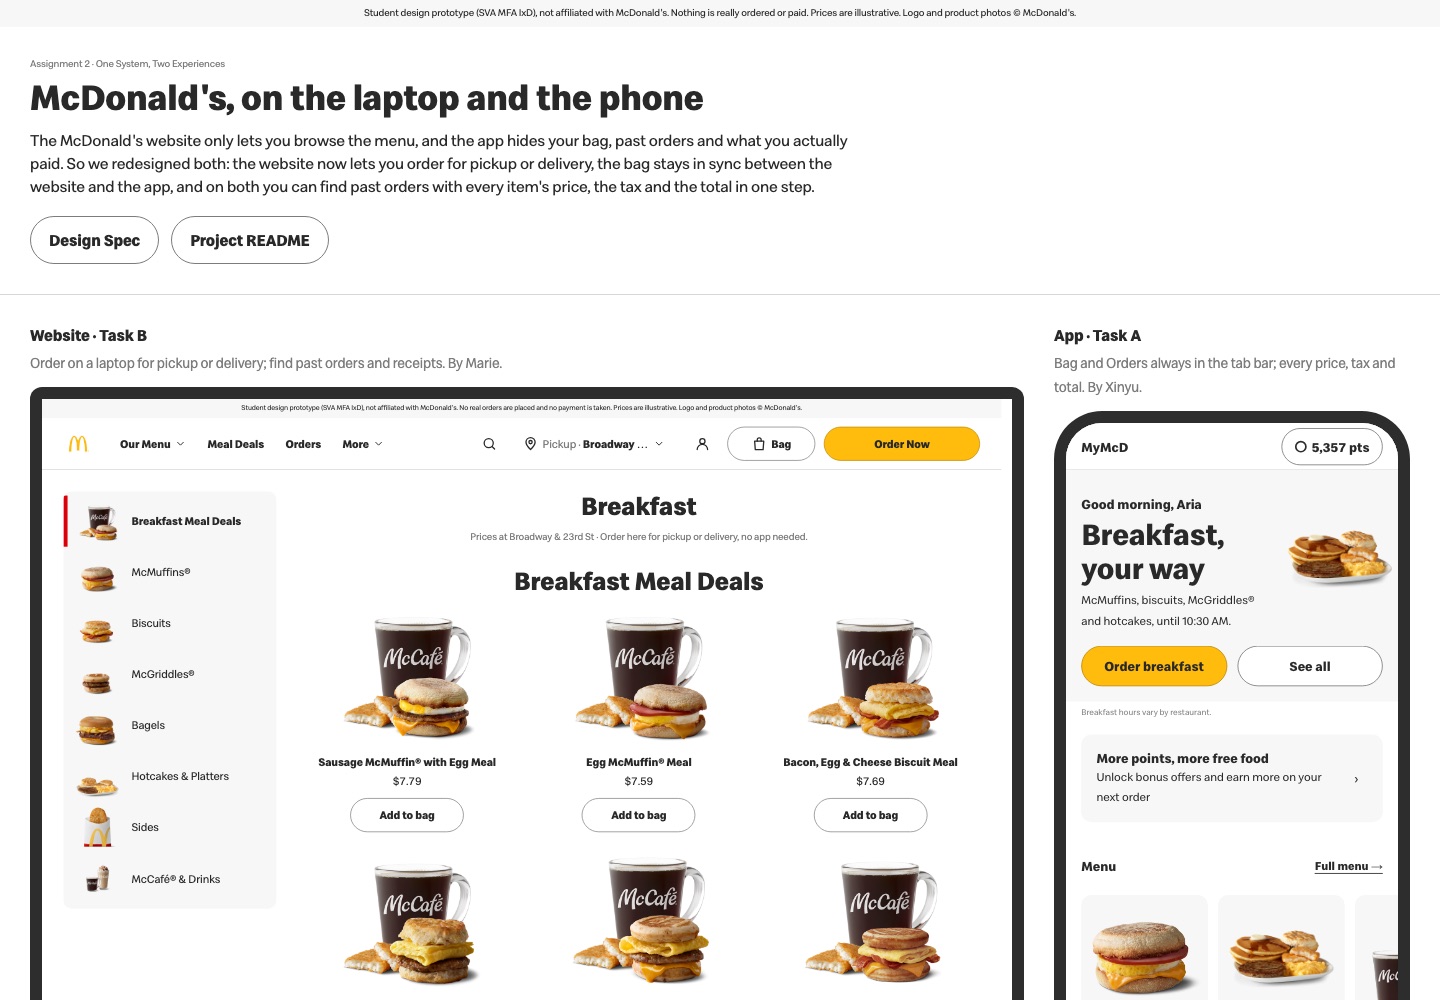 Student design prototype (SVA MFA IxD), not affiliated with McDonald's. Nothing is really ordered or paid. Prices are illustrative. Logo and product photos © McDonald's.
Assignment 2 · One System, Two Experiences
McDonald's, on the laptop and the phone
The McDonald's website only lets you browse the menu, and the app hides your bag, past orders and what you actually
paid. So we redesigned both: the website now lets you order for pickup or delivery, the bag stays in sync between the
website and the app, and on both you can find past orders with every item's price, the tax and the total in one step.
Design Spec
Project README
Website · Task B
Order on a laptop for pickup or delivery; find past orders and receipts. By Marie.
Student design prototype (SVA MFA IxD), not affiliated with McDonald's. No real orders are placed and no payment is taken. Prices are illustrative. Logo and product photos © McDonald's.
Our Menu
Meal Deals
Orders
More
Pickup · Broadway ...
Bag
Order Now
Breakfast Meal Deals
McMuffins®
Biscuits
McGriddles®
Bagels
Hotcakes & Platters
Sides
McCafé® & Drinks
Breakfast
Prices at Broadway & 23rd St · Order here for pickup or delivery, no app needed.
Breakfast Meal Deals
McCafé
McCafé
McCafé
Sausage McMuffin® with Egg Meal
Egg McMuffin® Meal
Bacon, Egg & Cheese Biscuit Meal
$7.79
$7.59
$7.69
Add to bag
Add to bag
Add to bag
McCafé
McCafé
McCafé
App · Task A
Bag and Orders always in the tab bar; every price, tax and
total. By Xinyu.
MyMcD
5,357 pts
Good morning, Aria
Breakfast,
your way
McMuffins, biscuits, McGriddles®
and hotcakes, until 10:30 AM.
Order breakfast
See all
Breakfast hours vary by restaurant.
More points, more free food
Unlock bonus offers and earn more on your
next order
Menu
Full menu →